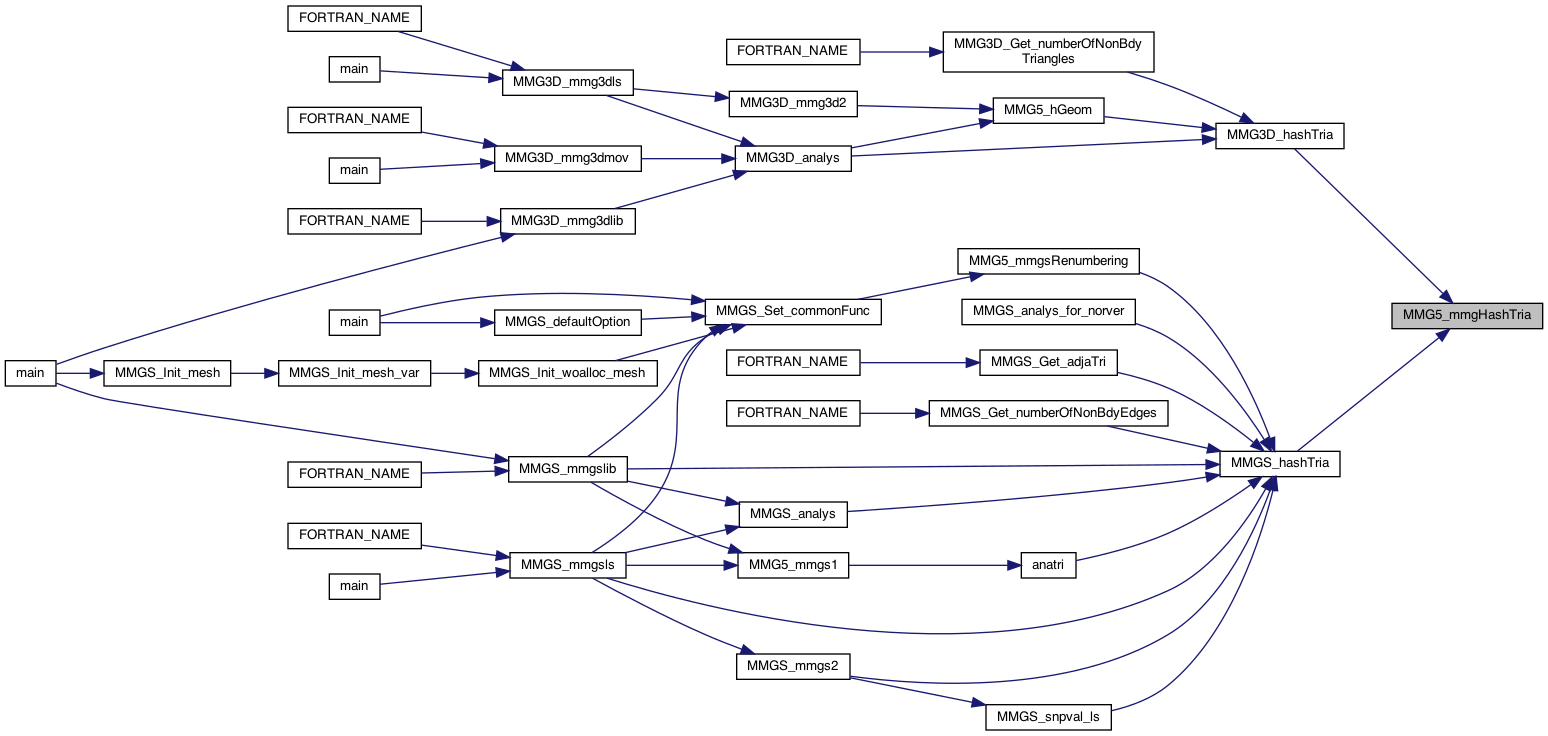 FORTRAN_NAME
main
MMG3D_mmg3dls
FORTRAN_NAME
MMG3D_Get_numberOfNonBdy
Triangles
MMG3D_mmg3d2
MMG5_hGeom
FORTRAN_NAME
main
MMG3D_mmg3dmov
MMG3D_analys
MMG3D_hashTria
FORTRAN_NAME
MMG3D_mmg3dlib
MMG5_mmgsRenumbering
main
MMGS_defaultOption
MMGS_Set_commonFunc
MMGS_analys_for_norver
MMG5_mmgHashTria
main
MMGS_Init_mesh
MMGS_Init_mesh_var
MMGS_Init_woalloc_mesh
FORTRAN_NAME
MMGS_Get_adjaTri
FORTRAN_NAME
MMGS_Get_numberOfNonBdyEdges
FORTRAN_NAME
MMGS_mmgslib
MMGS_hashTria
MMGS_analys
FORTRAN_NAME
main
MMGS_mmgsls
MMG5_mmgs1
anatri
MMGS_mmgs2
MMGS_snpval_ls